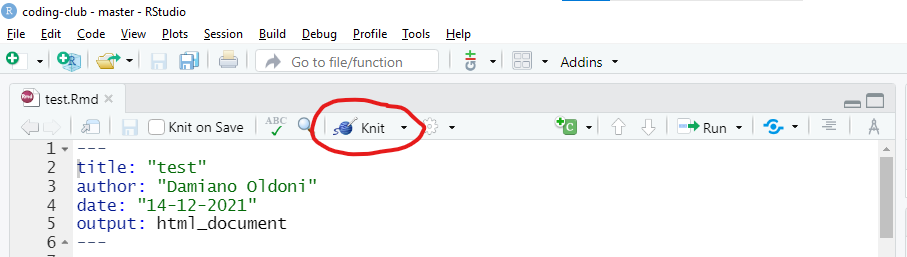 R coding-club - master - RStudio
File Edit Code View Plots Session Build Debug Profile Tools Help
Go to file/function Addins
Rmd test.Rmd
Knit on Save ABC Knit C Run
1 ---
2 title: "test"
3 author: "Damiano Oldoni"
4 date: "14-12-2021"
5 output: html_document
6 ---